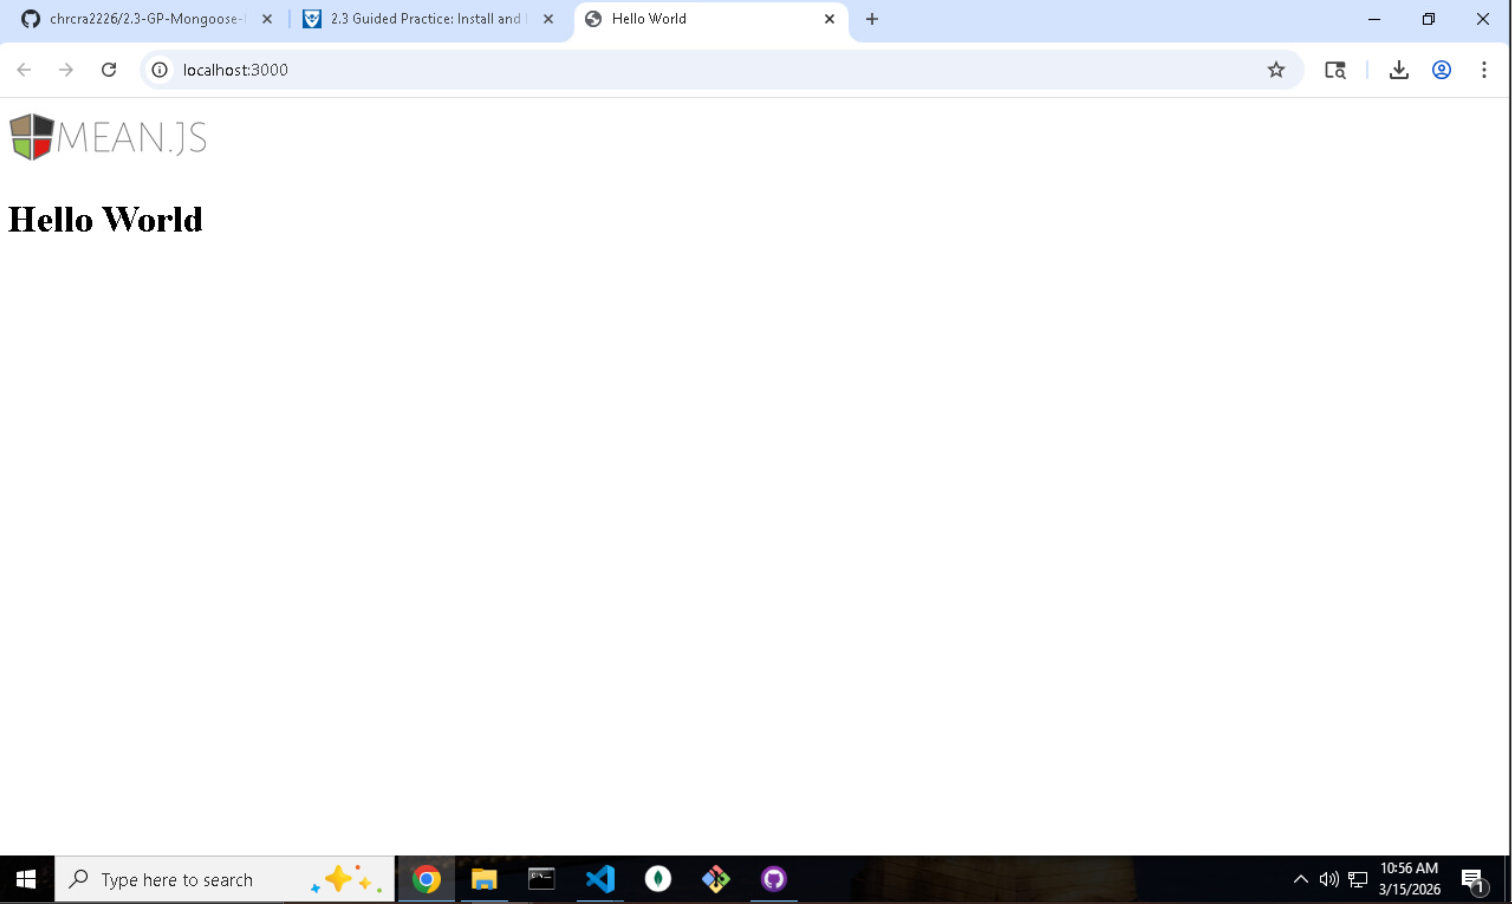 chrcra2226/2.3-GP-Mongoose-
2.3 Guided Practice: Install and
Hello World
localhost:3000
MEAN.JS
Hello World
Type here to search
10:56 AM
3/15/2026
1